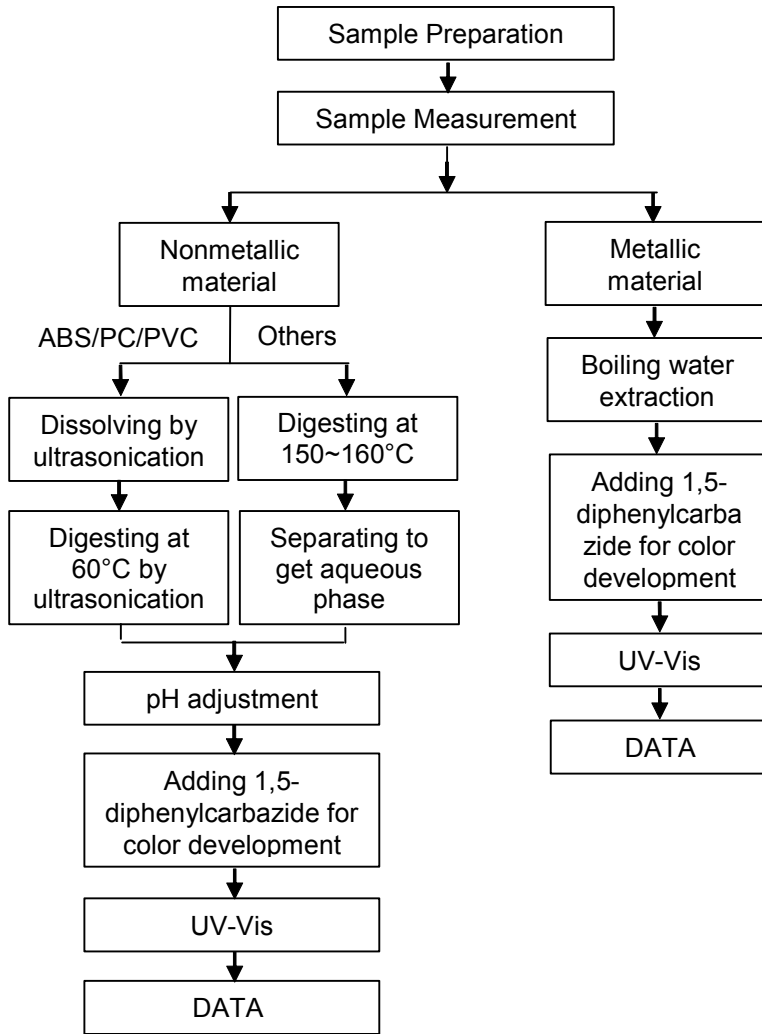 Sample Preparation
Sample Measurement
Nonmetallic
material
Metallic
material
ABS/PC/PVC
Others
Boiling water
extraction
Dissolving by
ultrasonication
Digesting at
150~160°C
Adding 1,5-
diphenylcarba
zide for color
development
Digesting at
60°C by
ultrasonication
Separating to
get aqueous
phase
UV-Vis
pH adjustment
DATA
Adding 1,5-
diphenylcarbazide for
color development
UV-Vis
DATA